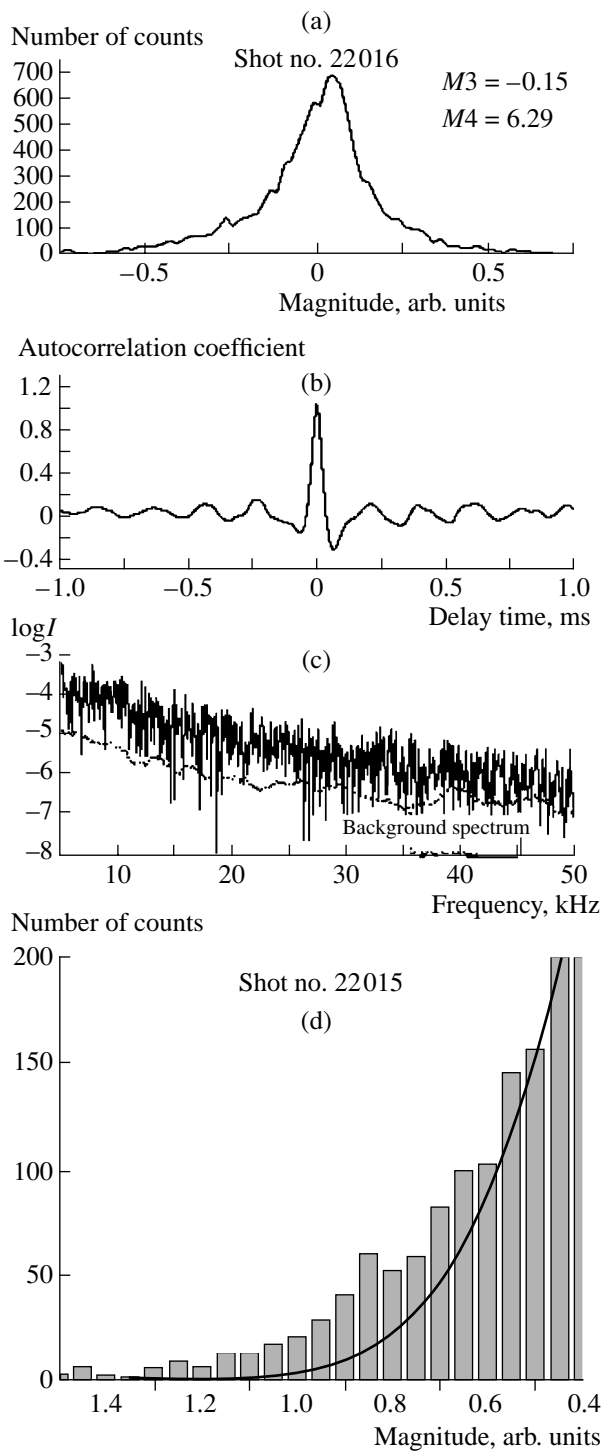 (a)
Number of counts
Shot no. 22016
M3 = –0.15
M4 = 6.29
700
600
500
400
300
200
100
0
–0.5 0 0.5
Magnitude, arb. units
Autocorrelation coefficient
(b)
1.2
0.8
0.4
0
–0.4
–1.0 –0.5 0 0.5 1.0
Delay time, ms
logI
(c)
–3
–4
–5
–6
–7
–8
Background spectrum
10 20 30 40 50
Frequency, kHz
Number of counts
200
Shot no. 22015
(d)
150
100
50
0
1.4 1.2 1.0 0.8 0.6 0.4
Magnitude, arb. units